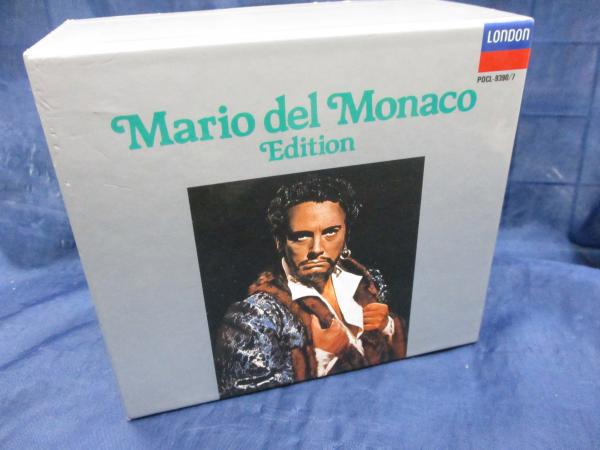 LONDON
POCL-9390/7
Mario del Monaco
Edition